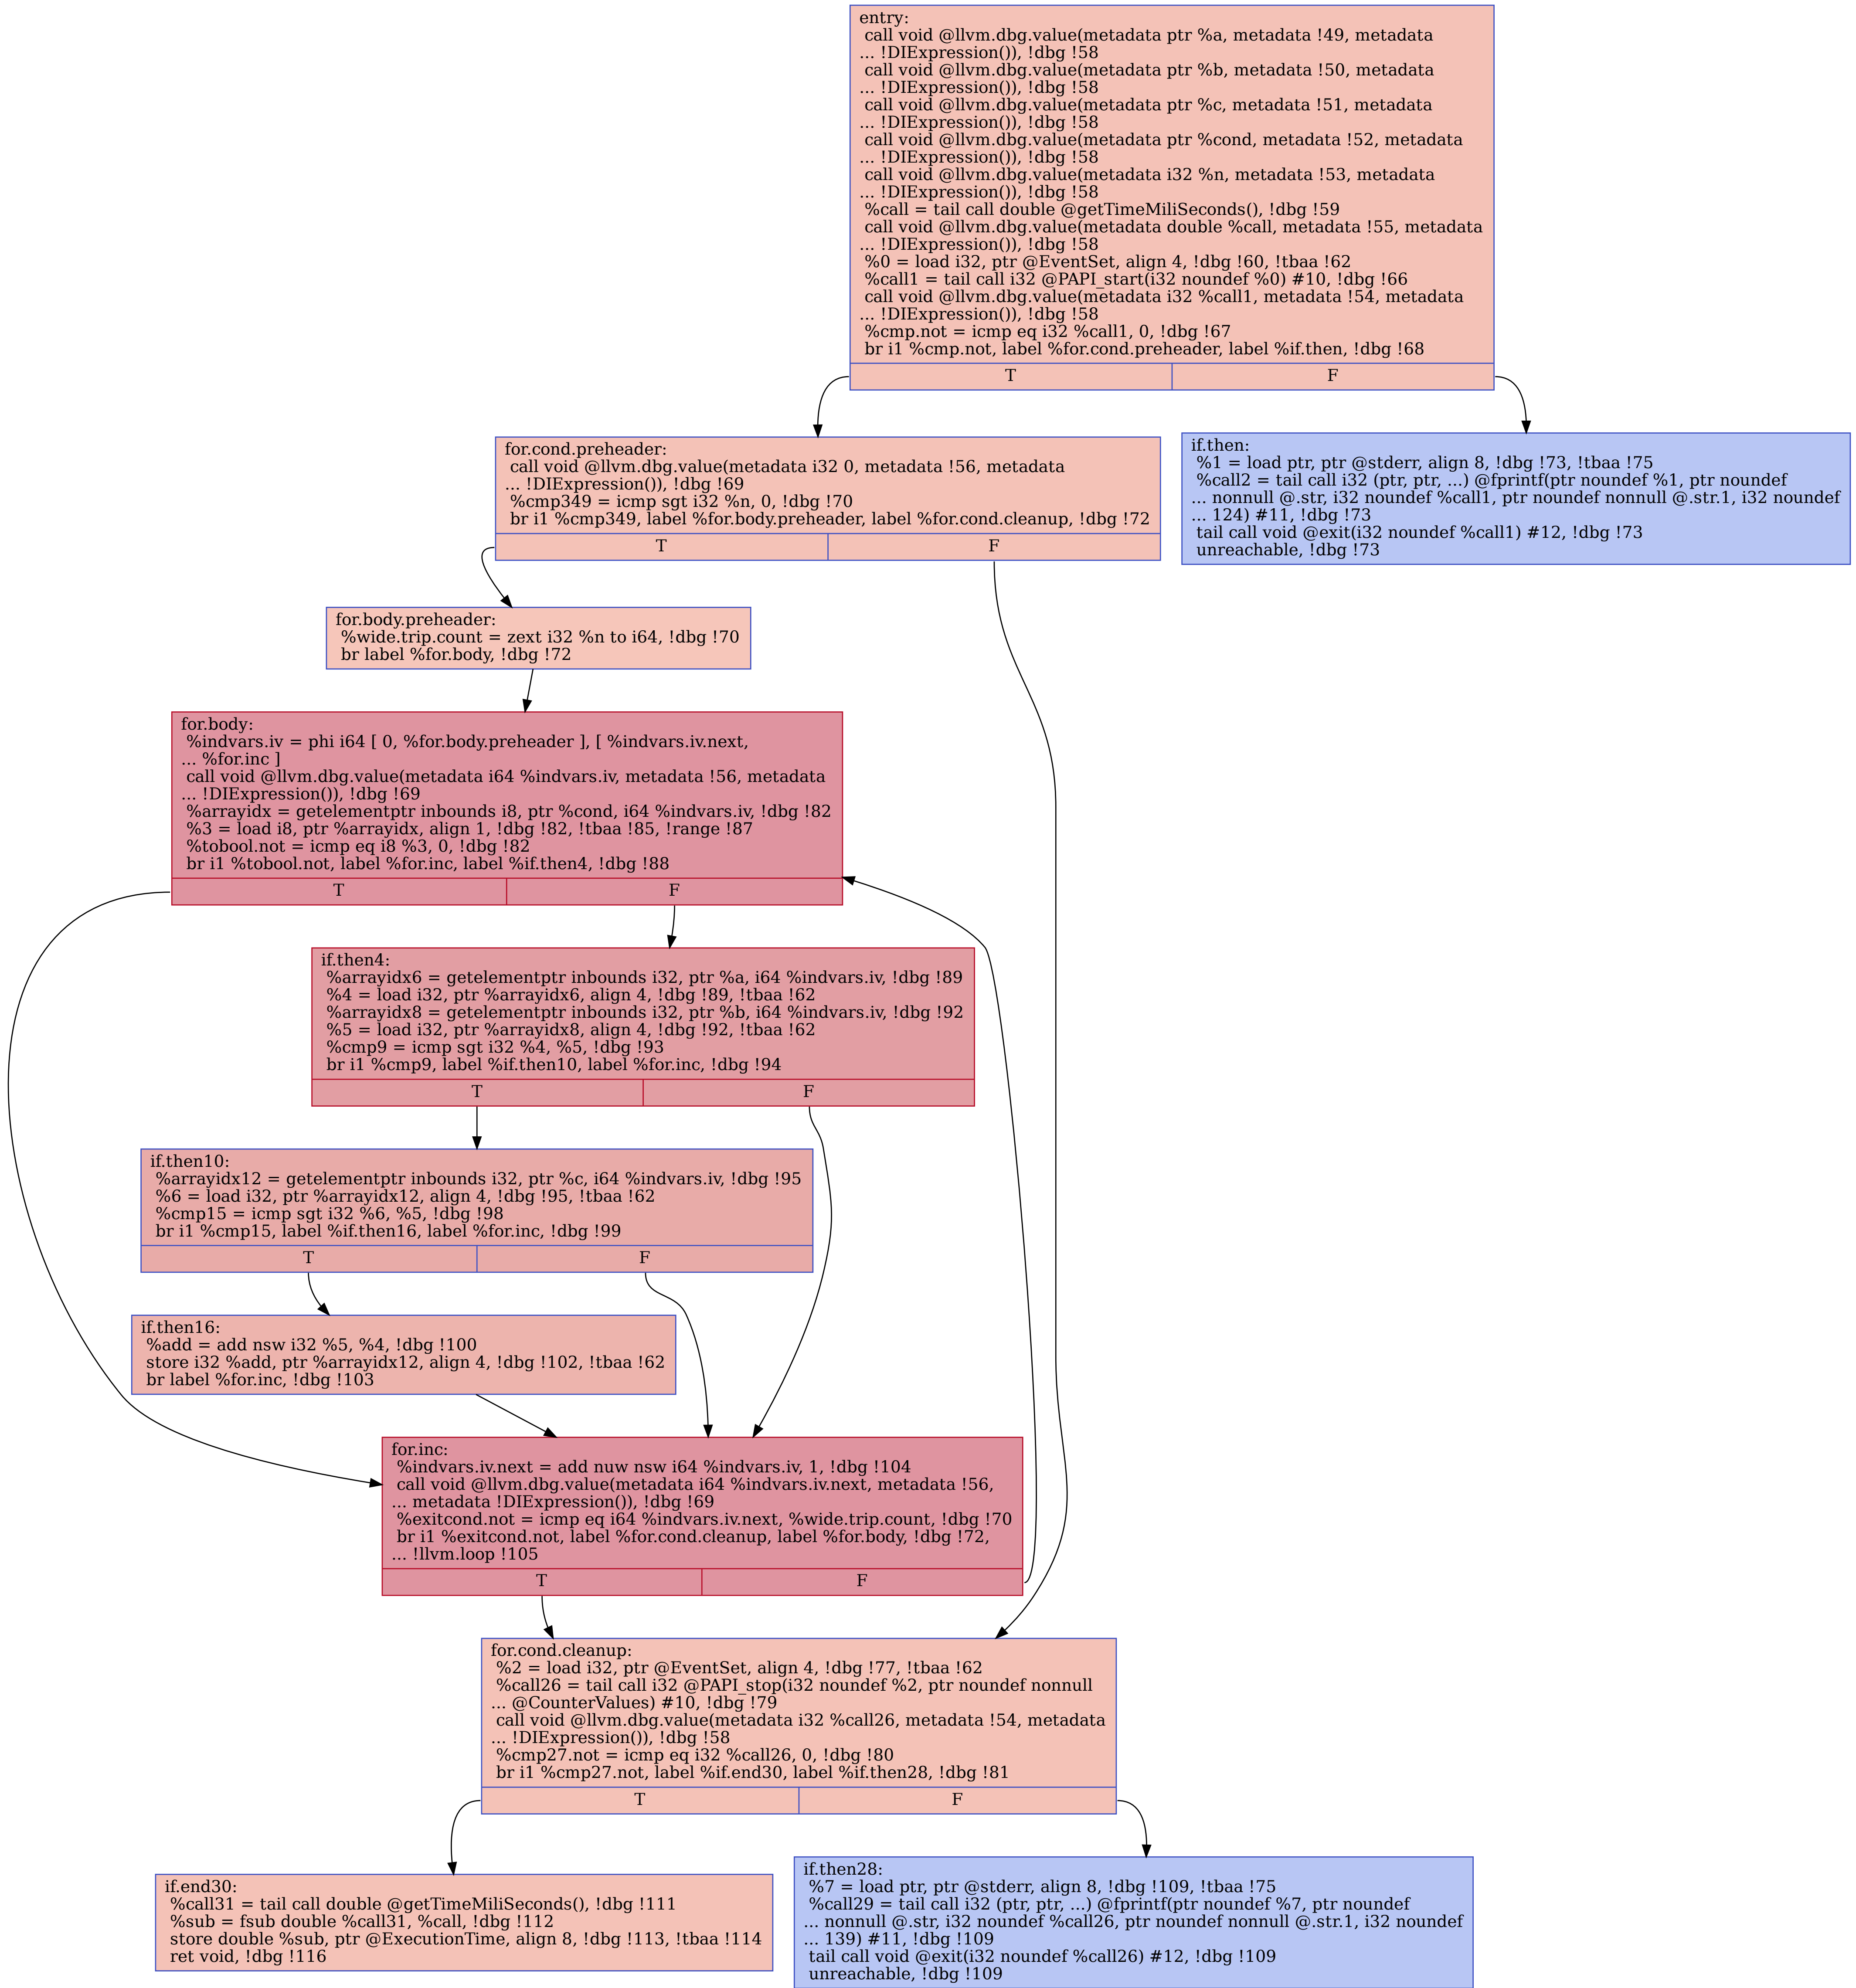 entry:
call void @llvm.dbg.value(metadata ptr %a, metadata !49, metadata
... !DIExpression()), !dbg !58
call void @llvm.dbg.value(metadata ptr %b, metadata !50, metadata
... !DIExpression()), !dbg !58
call void @llvm.dbg.value(metadata ptr %c, metadata !51, metadata
... !DIExpression()), !dbg !58
call void @llvm.dbg.value(metadata ptr %cond, metadata !52, metadata
... !DIExpression()), !dbg !58
call void @llvm.dbg.value(metadata i32 %n, metadata !53, metadata
... !DIExpression()), !dbg !58
%call = tail call double @getTimeMiliSeconds(), !dbg !59
call void @llvm.dbg.value(metadata double %call, metadata !55, metadata
... !DIExpression()), !dbg !58
%0 = load i32, ptr @EventSet, align 4, !dbg !60, !tbaa !62
%call1 = tail call i32 @PAPI_start(i32 noundef %0) #10, !dbg !66
call void @llvm.dbg.value(metadata i32 %call1, metadata !54, metadata
... !DIExpression()), !dbg !58
%cmp.not = icmp eq i32 %call1, 0, !dbg !67
br i1 %cmp.not, label %for.cond.preheader, label %if.then, !dbg !68
T F
for.cond.preheader:
call void @llvm.dbg.value(metadata i32 0, metadata !56, metadata
... !DIExpression()), !dbg !69
%cmp349 = icmp sgt i32 %n, 0, !dbg !70
br i1 %cmp349, label %for.body.preheader, label %for.cond.cleanup, !dbg !72
T F
if.then:
%1 = load ptr, ptr @stderr, align 8, !dbg !73, !tbaa !75
%call2 = tail call i32 (ptr, ptr, ...) @fprintf(ptr noundef %1, ptr noundef
... nonnull @.str, i32 noundef %call1, ptr noundef nonnull @.str.1, i32 noundef
... 124) #11, !dbg !73
tail call void @exit(i32 noundef %call1) #12, !dbg !73
unreachable, !dbg !73
for.body.preheader:
%wide.trip.count = zext i32 %n to i64, !dbg !70
br label %for.body, !dbg !72
for.body:
%indvars.iv = phi i64 [ 0, %for.body.preheader ], [ %indvars.iv.next,
... %for.inc ]
call void @llvm.dbg.value(metadata i64 %indvars.iv, metadata !56, metadata
... !DIExpression()), !dbg !69
%arrayidx = getelementptr inbounds i8, ptr %cond, i64 %indvars.iv, !dbg !82
%3 = load i8, ptr %arrayidx, align 1, !dbg !82, !tbaa !85, !range !87
%tobool.not = icmp eq i8 %3, 0, !dbg !82
br i1 %tobool.not, label %for.inc, label %if.then4, !dbg !88
T F
if.then4:
%arrayidx6 = getelementptr inbounds i32, ptr %a, i64 %indvars.iv, !dbg !89
%4 = load i32, ptr %arrayidx6, align 4, !dbg !89, !tbaa !62
%arrayidx8 = getelementptr inbounds i32, ptr %b, i64 %indvars.iv, !dbg !92
%5 = load i32, ptr %arrayidx8, align 4, !dbg !92, !tbaa !62
%cmp9 = icmp sgt i32 %4, %5, !dbg !93
br i1 %cmp9, label %if.then10, label %for.inc, !dbg !94
T F
if.then10:
%arrayidx12 = getelementptr inbounds i32, ptr %c, i64 %indvars.iv, !dbg !95
%6 = load i32, ptr %arrayidx12, align 4, !dbg !95, !tbaa !62
%cmp15 = icmp sgt i32 %6, %5, !dbg !98
br i1 %cmp15, label %if.then16, label %for.inc, !dbg !99
T F
if.then16:
%add = add nsw i32 %5, %4, !dbg !100
store i32 %add, ptr %arrayidx12, align 4, !dbg !102, !tbaa !62
br label %for.inc, !dbg !103
for.inc:
%indvars.iv.next = add nuw nsw i64 %indvars.iv, 1, !dbg !104
call void @llvm.dbg.value(metadata i64 %indvars.iv.next, metadata !56,
... metadata !DIExpression()), !dbg !69
%exitcond.not = icmp eq i64 %indvars.iv.next, %wide.trip.count, !dbg !70
br i1 %exitcond.not, label %for.cond.cleanup, label %for.body, !dbg !72,
... !llvm.loop !105
T F
for.cond.cleanup:
%2 = load i32, ptr @EventSet, align 4, !dbg !77, !tbaa !62
%call26 = tail call i32 @PAPI_stop(i32 noundef %2, ptr noundef nonnull
... @CounterValues) #10, !dbg !79
call void @llvm.dbg.value(metadata i32 %call26, metadata !54, metadata
... !DIExpression()), !dbg !58
%cmp27.not = icmp eq i32 %call26, 0, !dbg !80
br i1 %cmp27.not, label %if.end30, label %if.then28, !dbg !81
T F
if.end30:
%call31 = tail call double @getTimeMiliSeconds(), !dbg !111
%sub = fsub double %call31, %call, !dbg !112
store double %sub, ptr @ExecutionTime, align 8, !dbg !113, !tbaa !114
ret void, !dbg !116
if.then28:
%7 = load ptr, ptr @stderr, align 8, !dbg !109, !tbaa !75
%call29 = tail call i32 (ptr, ptr, ...) @fprintf(ptr noundef %7, ptr noundef
... nonnull @.str, i32 noundef %call26, ptr noundef nonnull @.str.1, i32 noundef
... 139) #11, !dbg !109
tail call void @exit(i32 noundef %call26) #12, !dbg !109
unreachable, !dbg !109